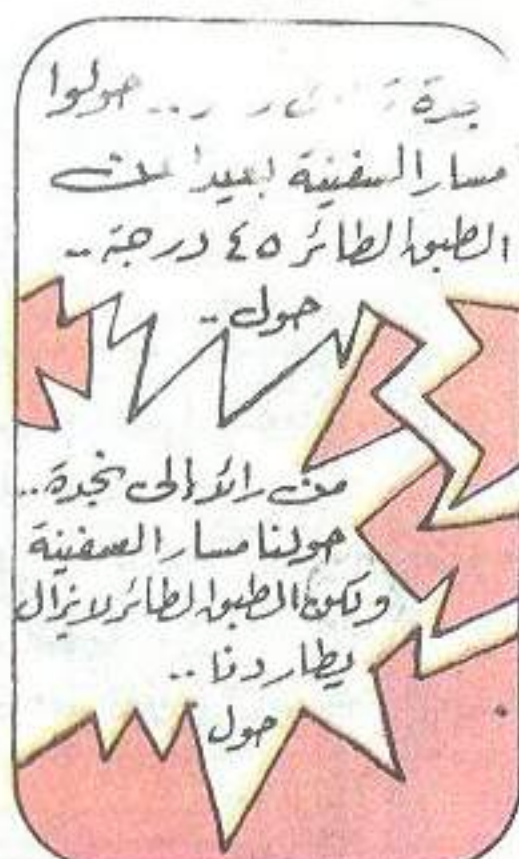 حولوا ..
مسار السفينة بعيدا عن
الطبق الطائر ٤٥ درجة ..
حول ..
من رائد إلى نجدة ..
حولنا مسار السفينة
ولكن الطبق الطائر لا يزال
يطاردنا ..
حول